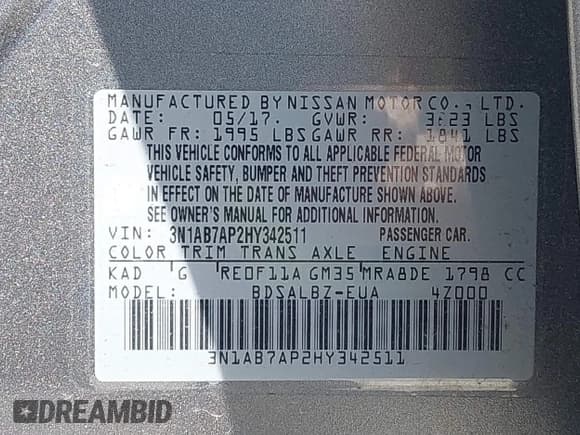 MANUFACTURED BY NISSAN MOTOR CO., LTD.
DATE: 05/17. GVWR: 3623 LBS
GAWR FR: 1995 LBS GAWR RR: 1841 LBS
THIS VEHICLE CONFORMS TO ALL APPLICABLE FEDERAL MOTOR
VEHICLE SAFETY, BUMPER AND THEFT PREVENTION STANDARDS
IN EFFECT ON THE DATE OF MANUFACTURE SHOWN ABOVE.
SEE OWNER'S MANUAL FOR ADDITIONAL INFORMATION.
VIN: 3N1AB7AP2HY342511 PASSENGER CAR.
COLOR TRIM TRANS AXLE ENGINE
KAD G RE0F11A GM35 MRA8DE 1798 CC
MODEL: BDSALBZ-EUA 4Z000
3N1AB7AP2HY342511
DREAMBID